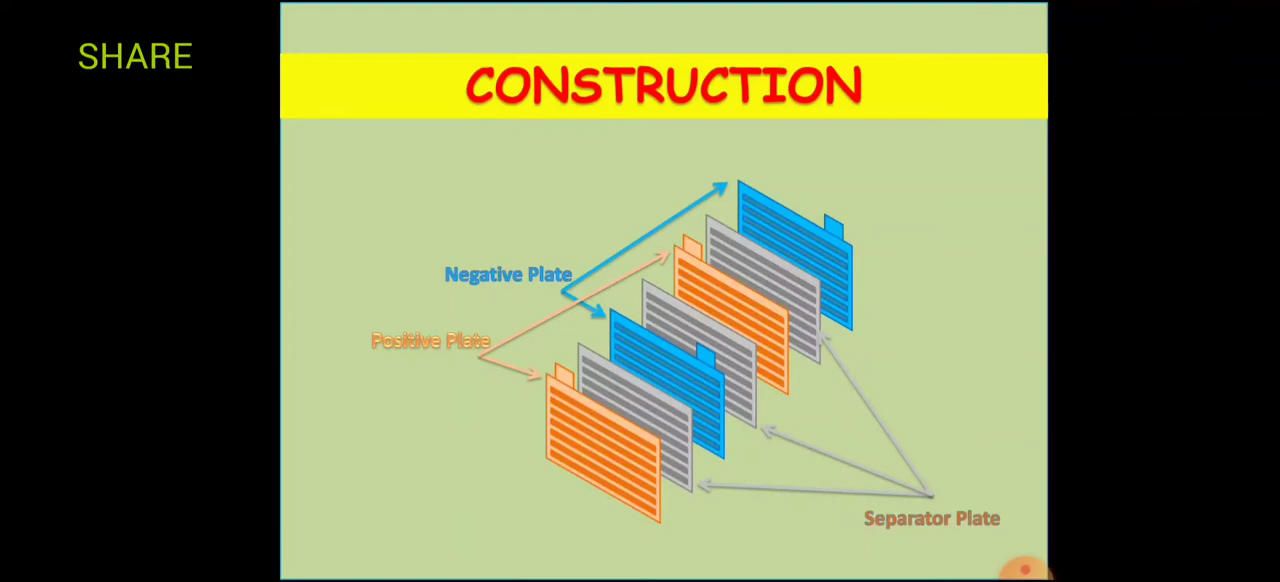 SHARE
CONSTRUCTION
Negative Plate
Positive Plate
Separator Plate